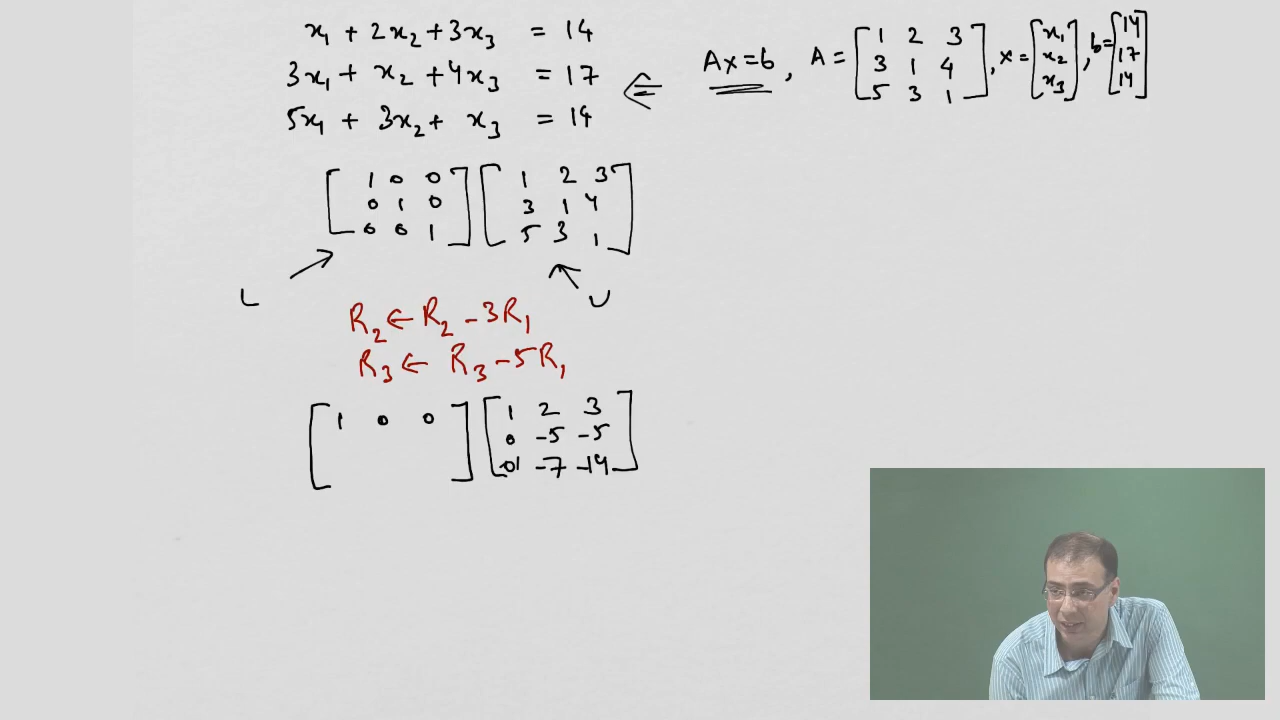 x₁ + 2x₂ + 3x₃ = 14
3x₁ + x₂ + 4x₃ = 17
5x₁ + 3x₂ + x₃ = 14
⇐ Ax = b, A = [1 2 3; 3 1 4; 5 3 1], x = [x₁; x₂; x₃], b = [14; 17; 14]
[1 0 0] [1 2 3]
[0 1 0] [3 1 4]
[0 0 1] [5 3 1]
L U
R₂ ← R₂ - 3R₁
R₃ ← R₃ - 5R₁
[1 0 0] [1 2 3]
[0 -5 -5]
[0 -7 -14]